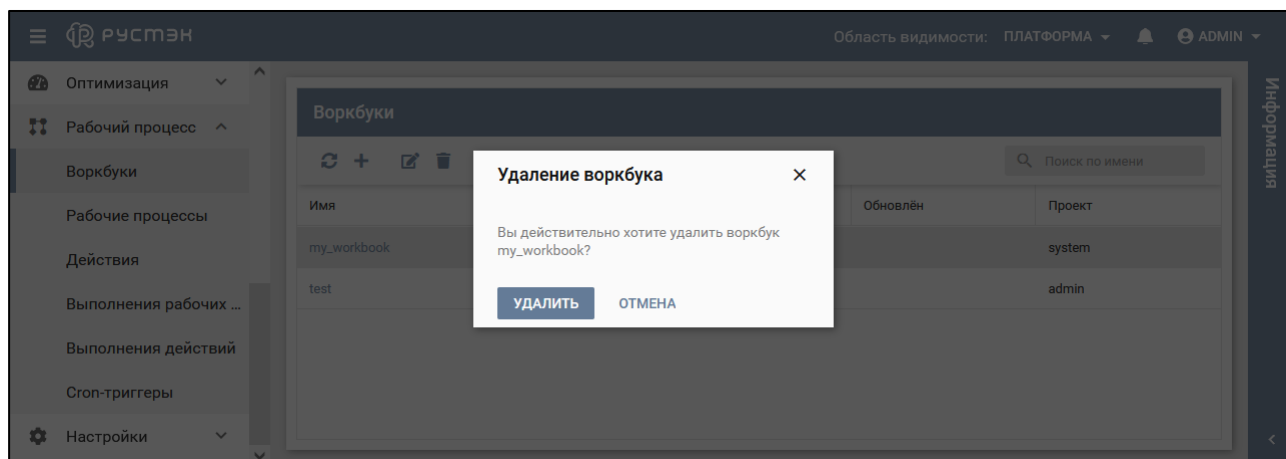 РУСТЭК
Область видимости: ПЛАТФОРМА
ADMIN
Оптимизация
Рабочий процесс
Воркбуки
Рабочие процессы
Действия
Выполнения рабочих ...
Выполнения действий
Cron-триггеры
Настройки
Воркбуки
Поиск по имени
Имя
Обновлён
Проект
my_workbook
system
test
admin
Удаление воркбука
Вы действительно хотите удалить воркбук
my_workbook?
УДАЛИТЬ
ОТМЕНА
Информация